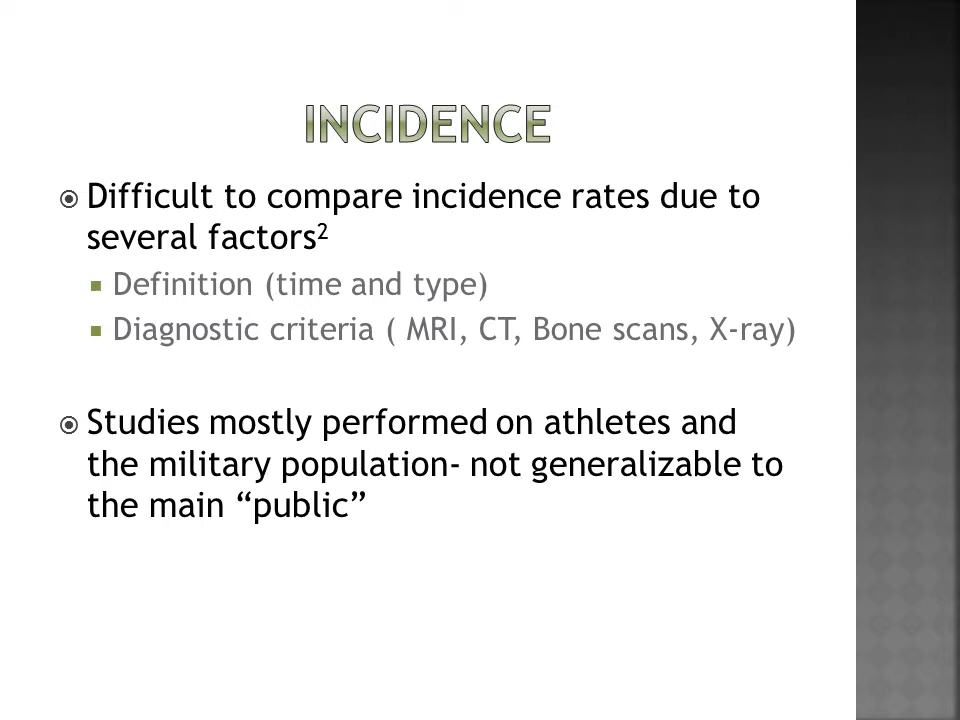 INCIDENCE
Difficult to compare incidence rates due to
several factors²
Definition (time and type)
Diagnostic criteria ( MRI, CT, Bone scans, X-ray)
Studies mostly performed on athletes and
the military population- not generalizable to
the main “public”